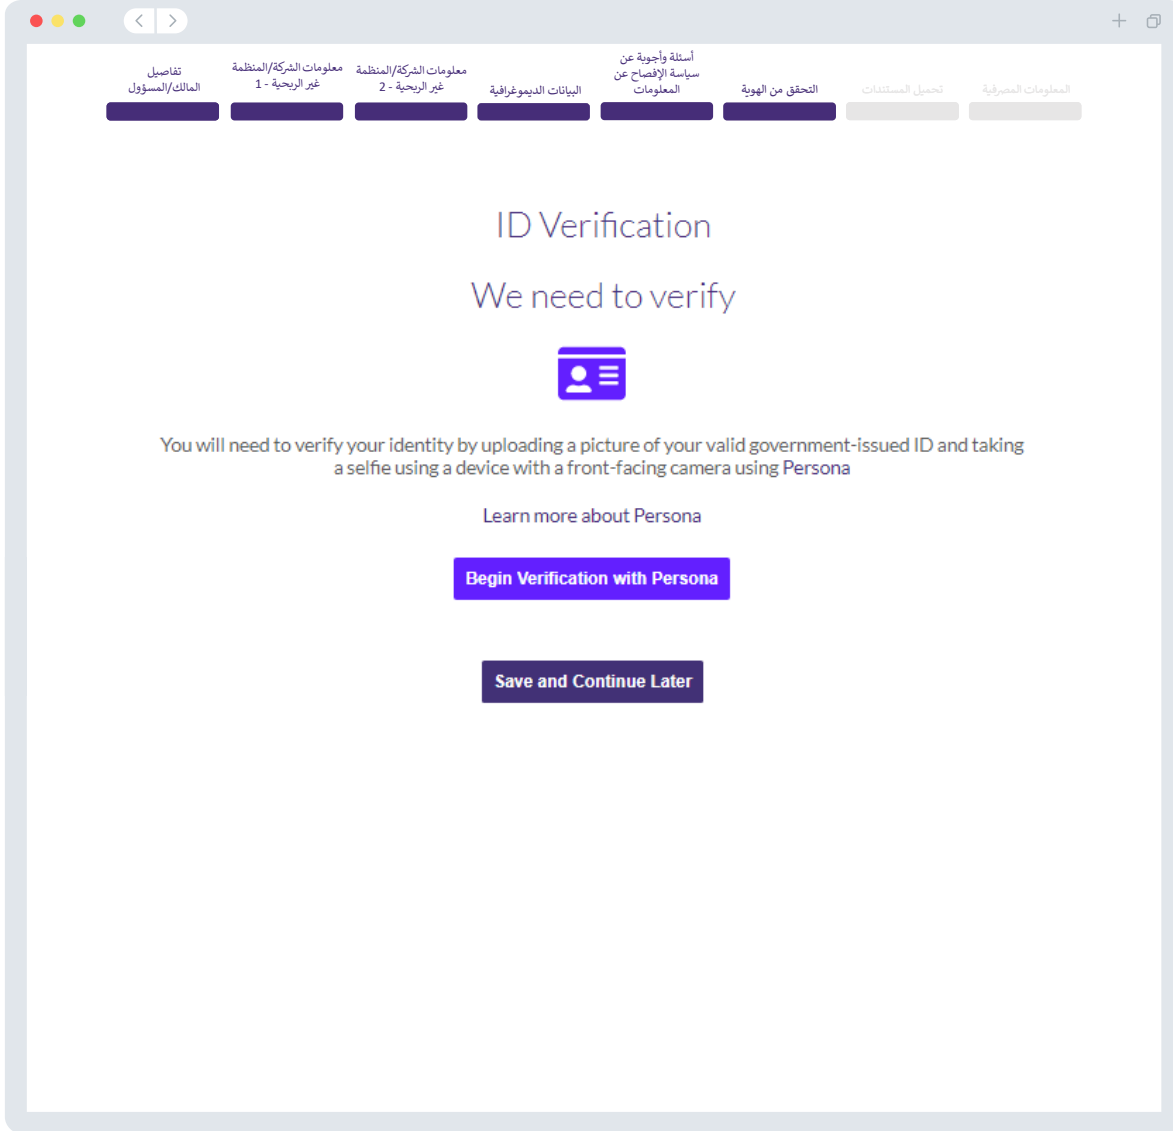 تفاصيل
المالك/المسؤول
معلومات الشركة/المنظمة
غير الربحية - 1
معلومات الشركة/المنظمة
غير الربحية - 2
البيانات الديموغرافية
أسئلة وأجوبة عن
سياسة الإفصاح عن
المعلومات
التحقق من الهوية
تحميل المستندات
المعلومات المصرفية
ID Verification
We need to verify
You will need to verify your identity by uploading a picture of your valid government-issued ID and taking
a selfie using a device with a front-facing camera using Persona
Learn more about Persona
Begin Verification with Persona
Save and Continue Later